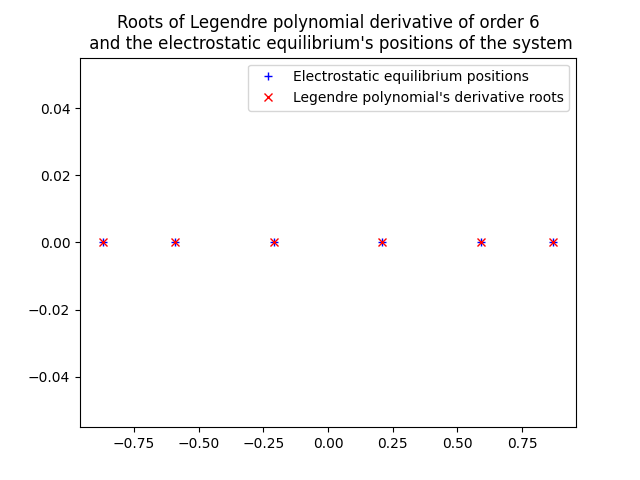 Roots of Legendre polynomial derivative of order 6
and the electrostatic equilibrium's positions of the system
Electrostatic equilibrium positions
Legendre polynomial's derivative roots
0.04
0.02
0.00
−0.02
−0.04
−0.75 −0.50 −0.25 0.00 0.25 0.50 0.75